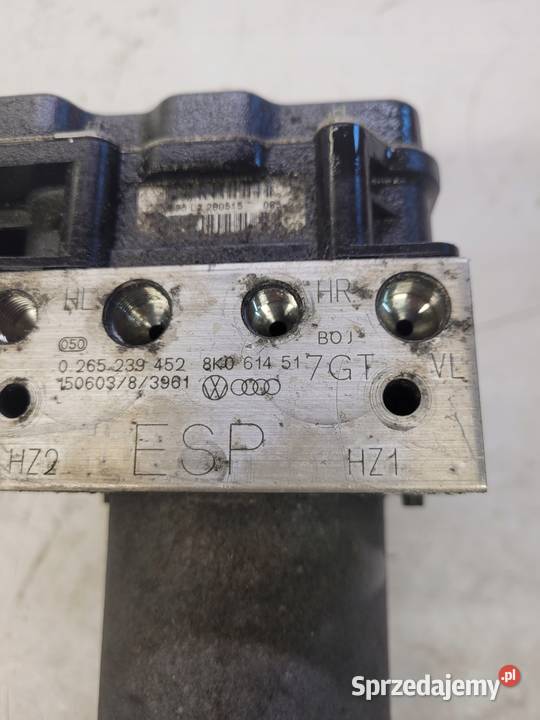 280515
HL HR
050 BOJ
0 265 239 452 8K0 614 517GT VL
150603/8/3961
HZ2 ESP HZ1
Sprzedajemy.pl